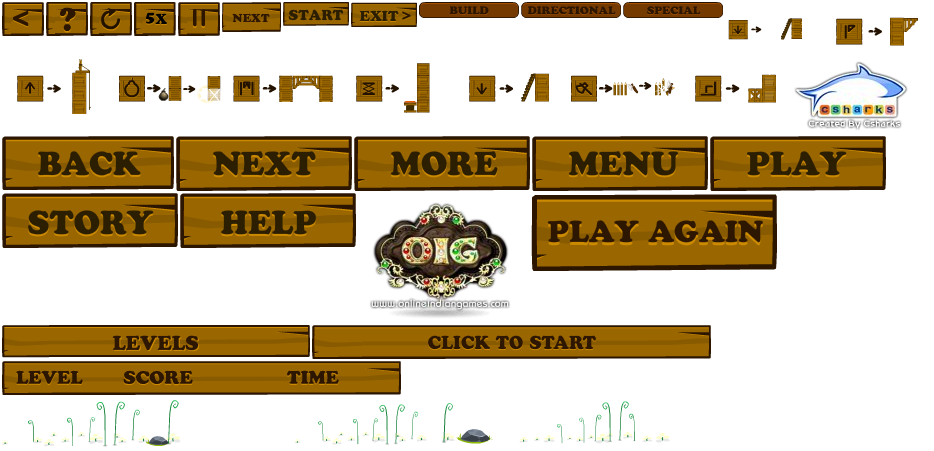 < ? 5X NEXT START EXIT > BUILD DIRECTIONAL SPECIAL
csharks
Created By Csharks
BACK NEXT MORE MENU PLAY
STORY HELP PLAY AGAIN
OIG
www.onlineindiangames.com
LEVELS CLICK TO START
LEVEL SCORE TIME